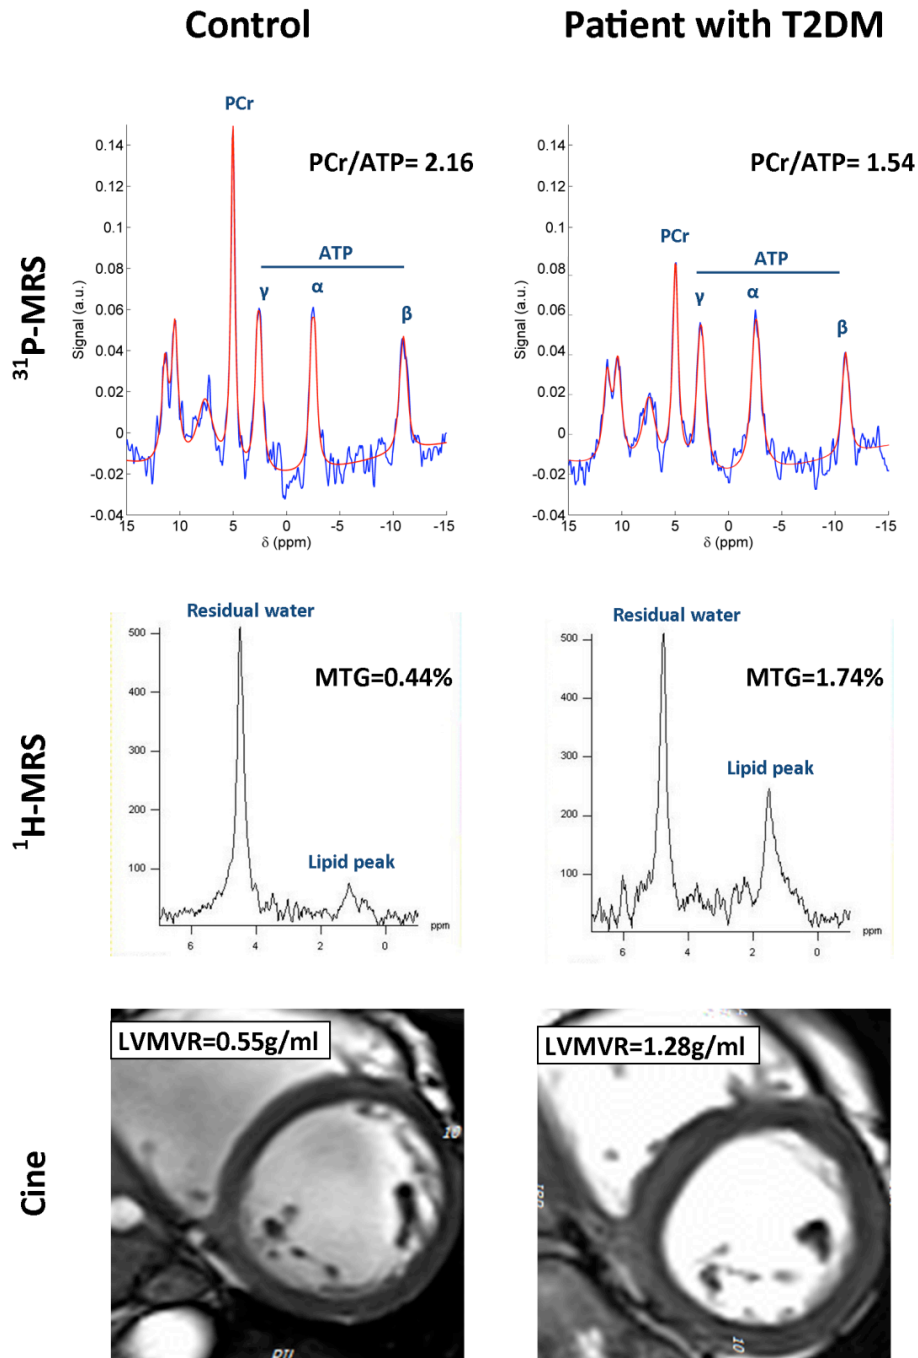 Control
Patient with T2DM
³¹P-MRS
PCr
PCr/ATP= 2.16
ATP
γ
α
β
Signal (a.u.)
0.14
0.12
0.1
0.08
0.06
0.04
0.02
0
-0.02
-0.04
15
10
5
0
-5
-10
-15
δ (ppm)
PCr/ATP= 1.54
PCr
ATP
γ
α
β
Signal (a.u.)
0.14
0.12
0.1
0.08
0.06
0.04
0.02
0
-0.02
-0.04
15
10
5
0
-5
-10
-15
δ (ppm)
¹H-MRS
Residual water
MTG=0.44%
Lipid peak
500
400
300
200
100
6
4
2
0
ppm
Residual water
MTG=1.74%
Lipid peak
500
400
300
200
100
6
4
2
0
ppm
Cine
LVMVR=0.55g/ml
10
LVMVR=1.28g/ml
10